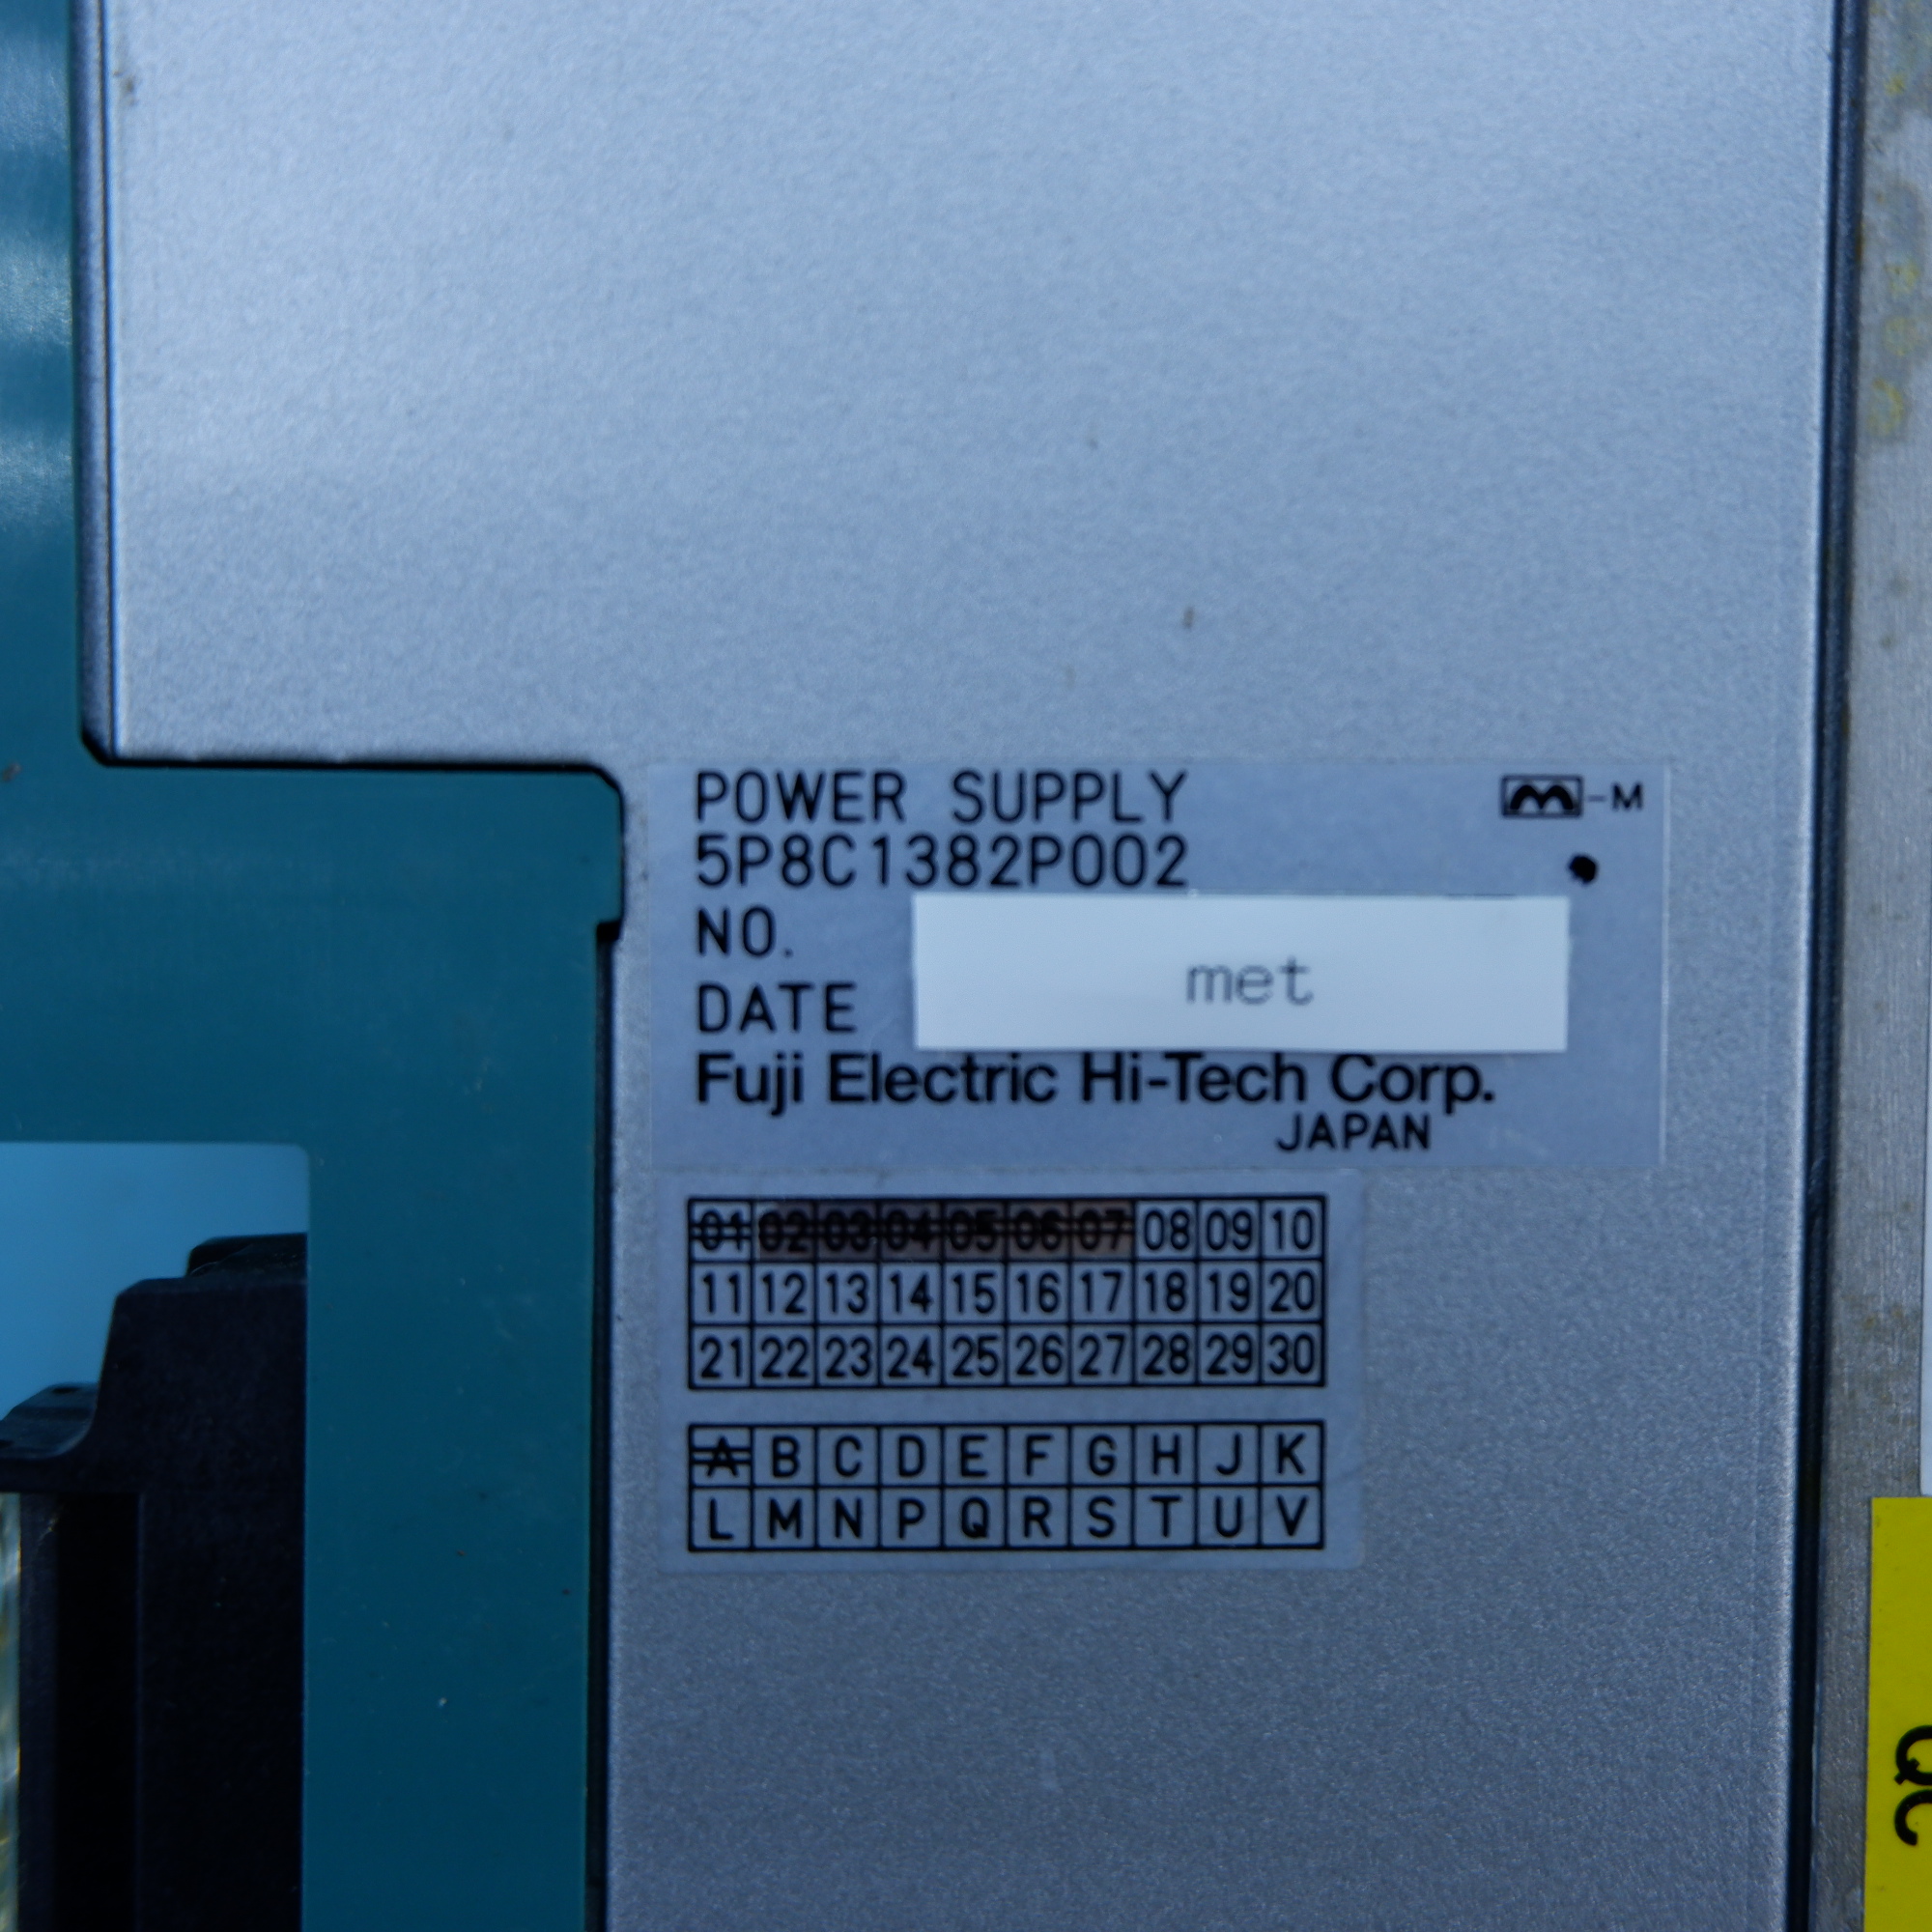 POWER SUPPLY
-M
5P8C1382P002
NO.
met
DATE
Fuji Electric Hi-Tech Corp.
JAPAN
01 02 03 04 05 06 07 08 09 10
11 12 13 14 15 16 17 18 19 20
21 22 23 24 25 26 27 28 29 30
A B C D E F G H J K
L M N P Q R S T U V
QC